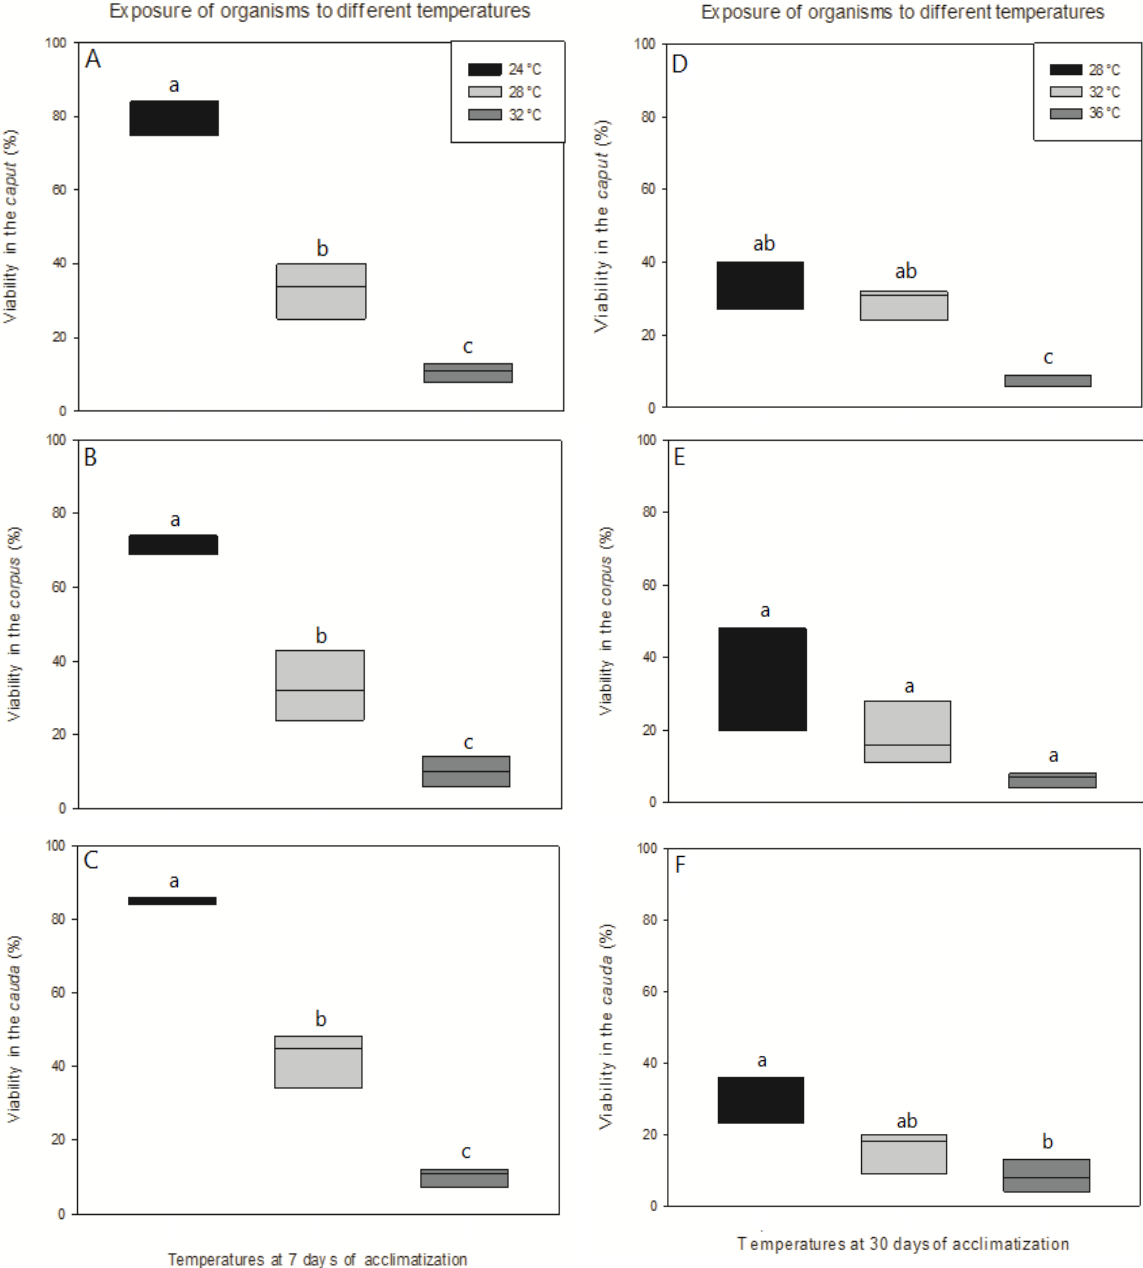 Exposure of organisms to different temperatures
A
24 °C
28 °C
32 °C
100
80
60
40
20
0
Viability in the caput (%)
a
b
c
B
100
80
60
40
20
0
Viability in the corpus (%)
a
b
c
C
100
80
60
40
20
0
Viability in the cauda (%)
a
b
c
Temperatures at 7 days of acclimatization
Exposure of organisms to different temperatures
D
28 °C
32 °C
36 °C
100
80
60
40
20
0
Viability in the caput (%)
ab
ab
c
E
100
80
60
40
20
0
Viability in the corpus (%)
a
a
a
F
100
80
60
40
20
0
Viability in the cauda (%)
a
ab
b
Temperatures at 30 days of acclimatization